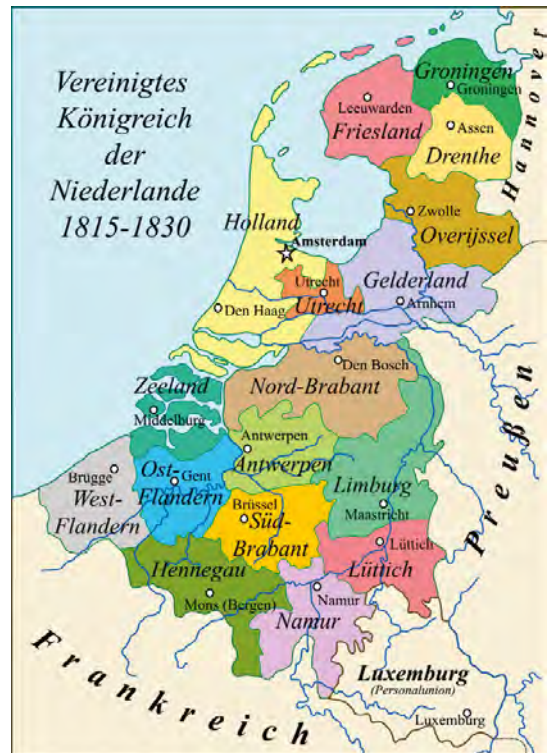 Vereinigtes
Königreich
der
Niederlande
1815-1830
Groningen
Groningen
Leeuwarden
Friesland
Assen
Drenthe
Hannover
Zwolle
Overijssel
Holland
Amsterdam
Utrecht
Utrecht
Gelderland
Arnhem
Den Haag
Den Bosch
Nord-Brabant
Zeeland
Middelburg
Preußen
Antwerpen
Antwerpen
Brügge
West-
Flandern
Ost-
Gent
Flandern
Limburg
Maastricht
Brüssel
Süd-
Brabant
Lüttich
Lüttich
Hennegau
Mons (Bergen)
Namur
Namur
Frankreich
Luxemburg
(Personalunion)
Luxemburg